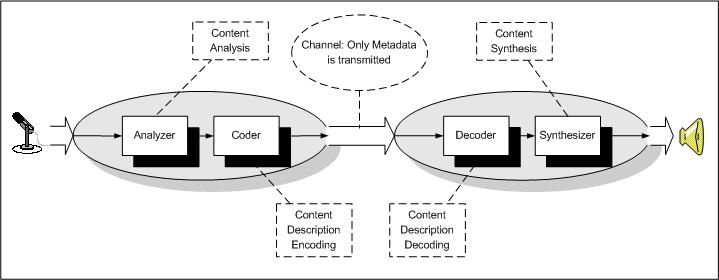 Content
Analysis
Channel: Only Metadata
is transmitted
Content
Synthesis
Analyzer
Coder
Decoder
Synthesizer
Content
Description
Encoding
Content
Description
Decoding